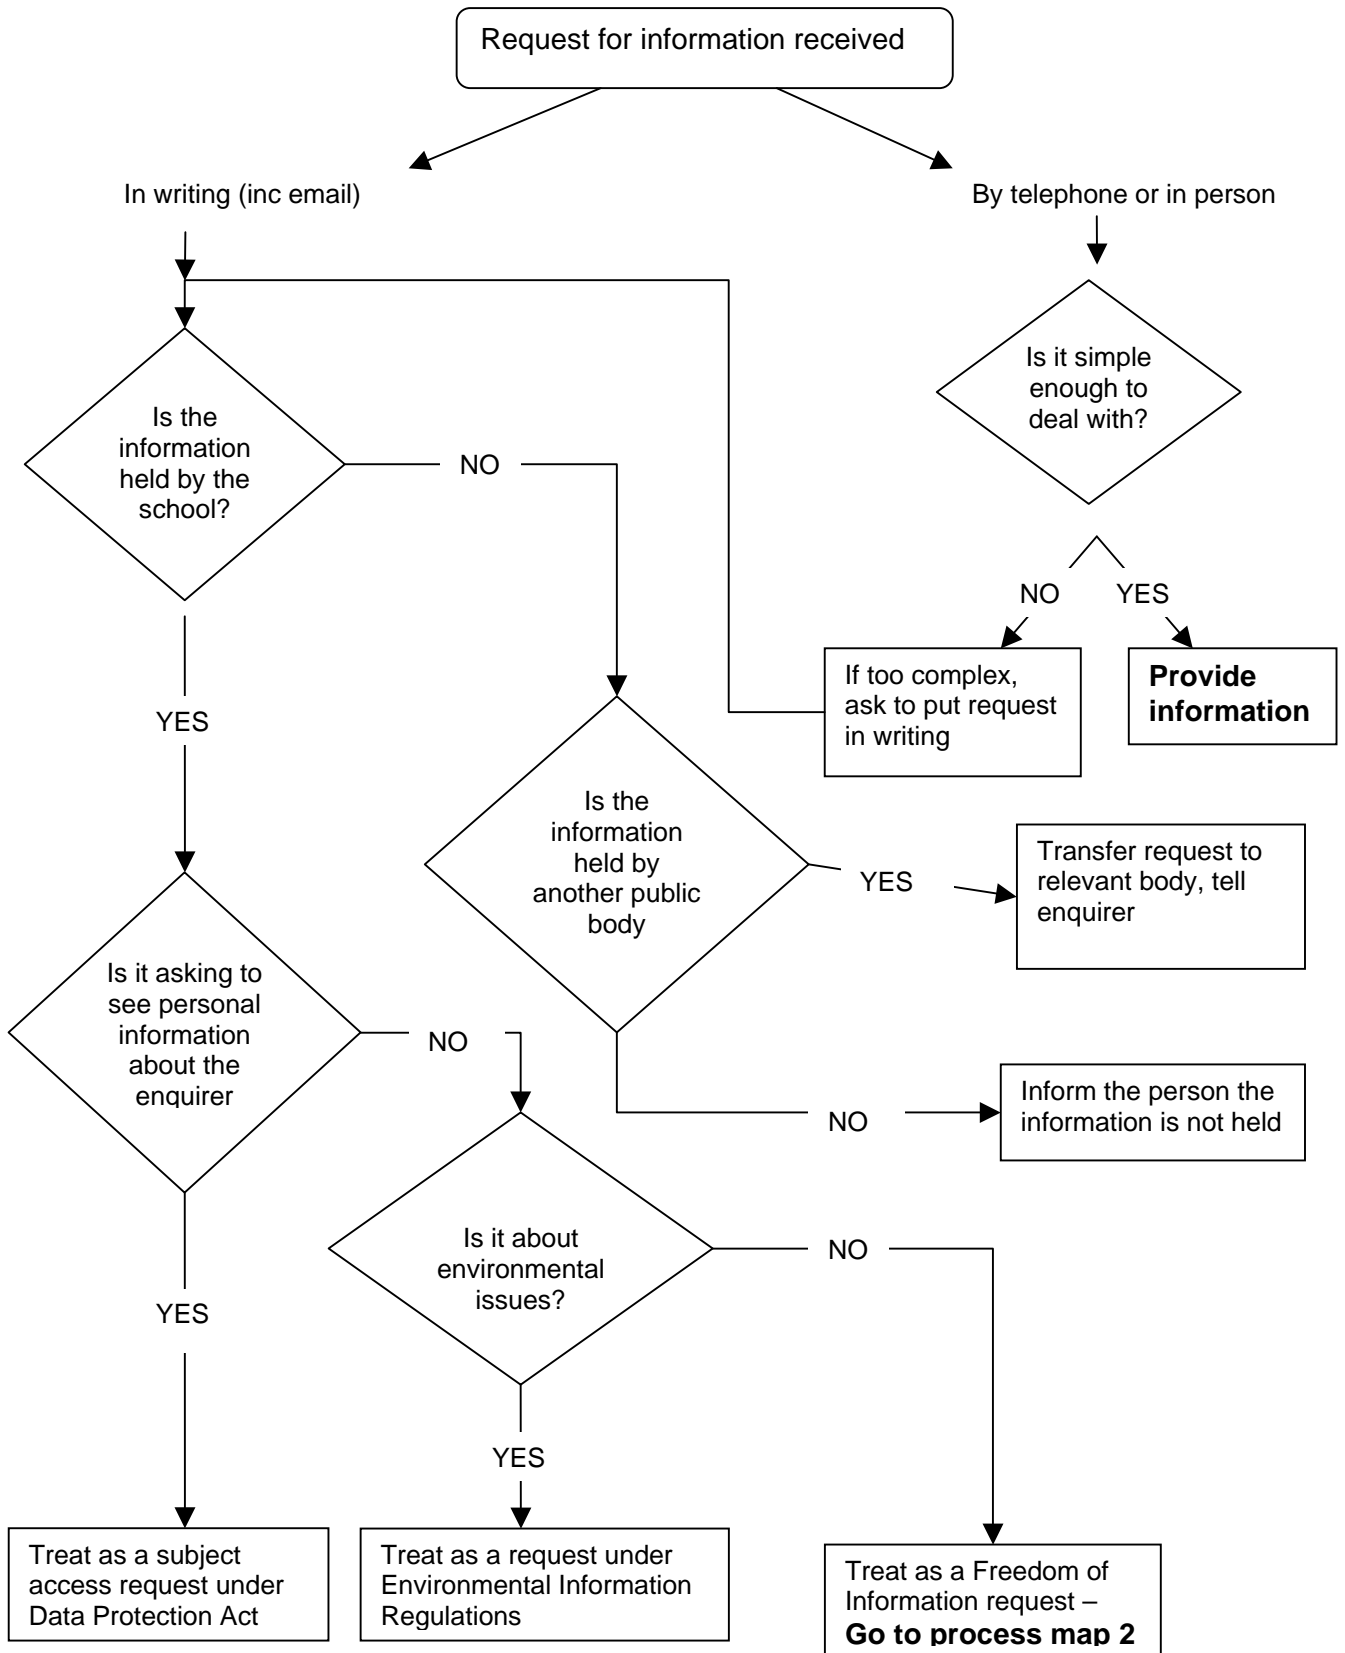 Request for information received
In writing (inc email)
By telephone or in person
Is it simple
enough to
deal with?
Is the
information
held by the
school?
NO
NO
YES
If too complex,
ask to put request
in writing
Provide
information
YES
Is the
information
held by
another public
body
YES
Transfer request to
relevant body, tell
enquirer
Is it asking to
see personal
information
about the
enquirer
NO
NO
Inform the person the
information is not held
Is it about
environmental
issues?
NO
YES
YES
Treat as a subject
access request under
Data Protection Act
Treat as a request under
Environmental Information
Regulations
Treat as a Freedom of
Information request –
Go to process map 2